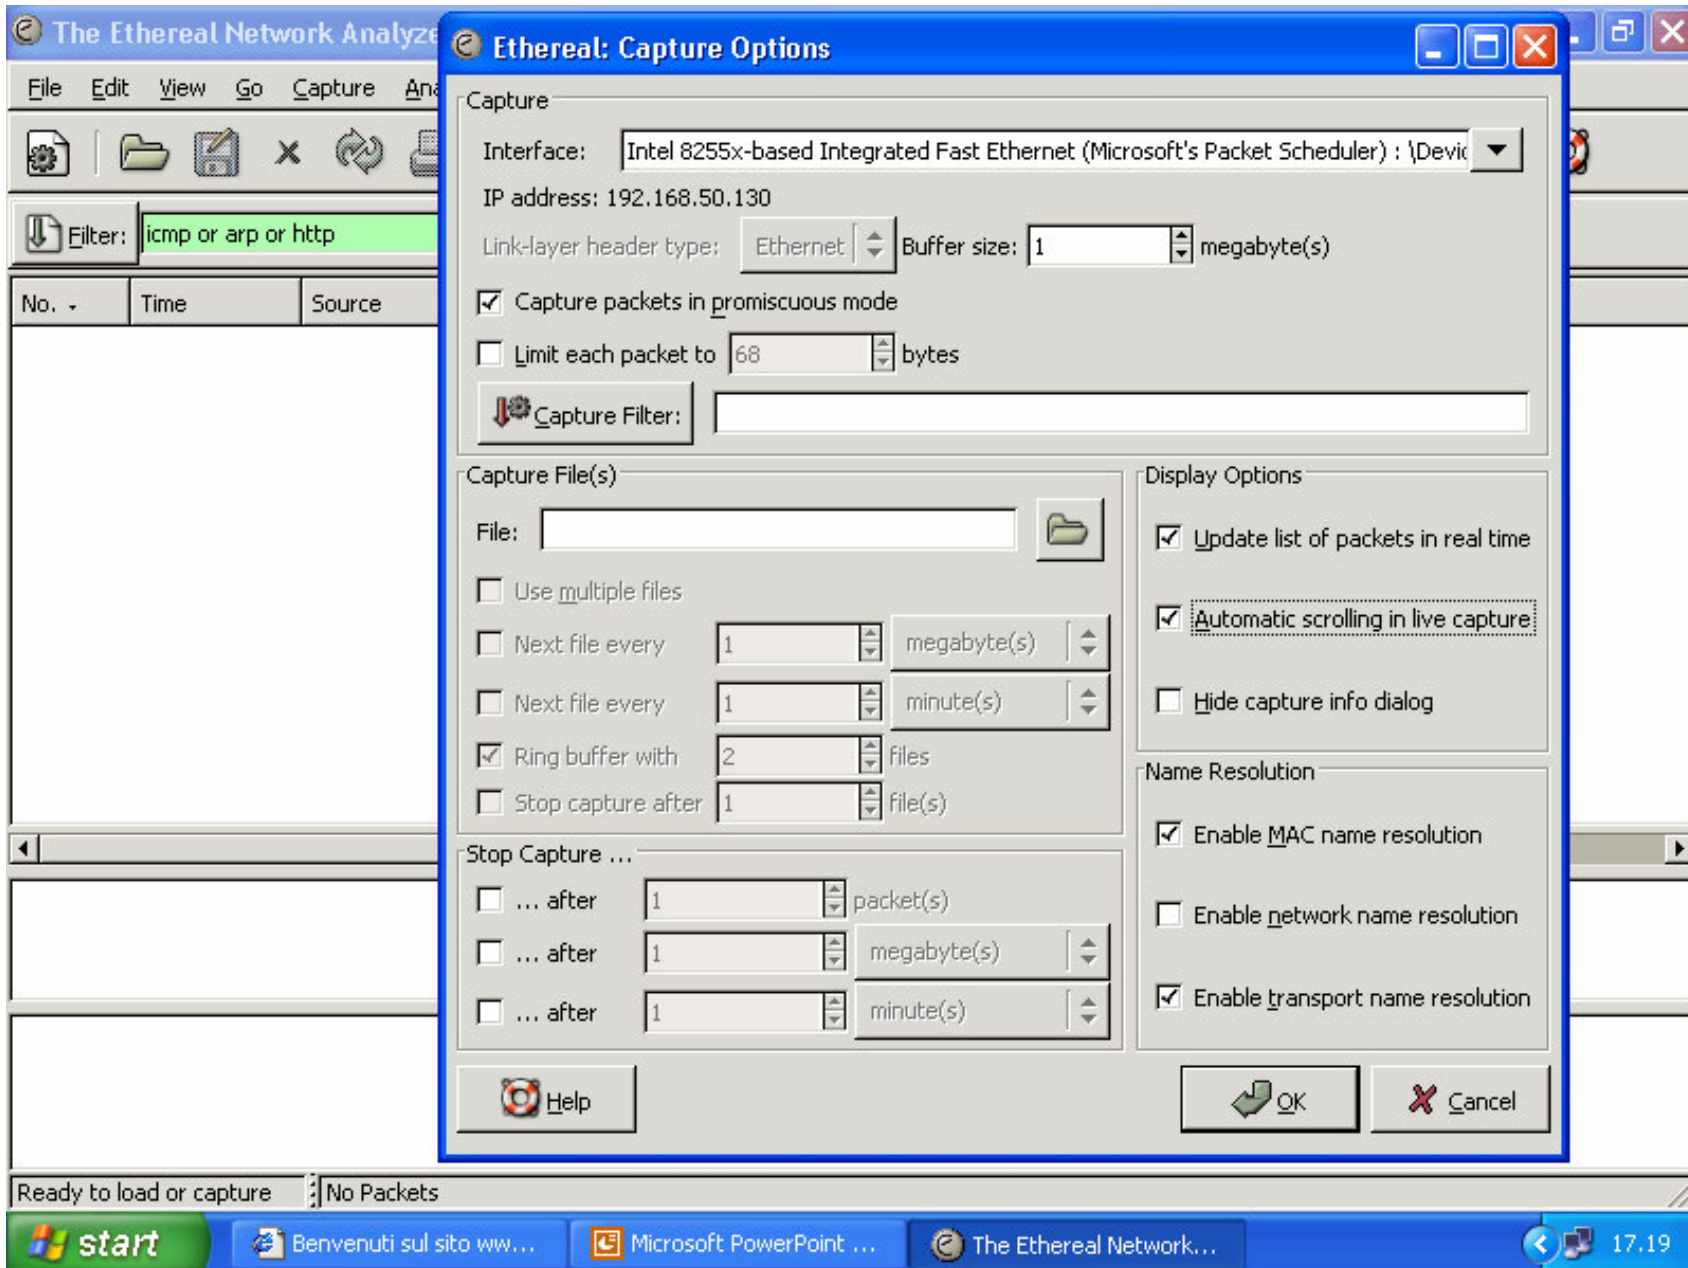 The Ethereal Network Analyze
Ethereal: Capture Options
File Edit View Go Capture Ana
Filter: icmp or arp or http
No. Time Source
Capture
Interface: Intel 8255x-based Integrated Fast Ethernet (Microsoft's Packet Scheduler) : \Devic
IP address: 192.168.50.130
Link-layer header type: Ethernet Buffer size: 1 megabyte(s)
Capture packets in promiscuous mode
Limit each packet to 68 bytes
Capture Filter:
Capture File(s)
File:
Use multiple files
Next file every 1 megabyte(s)
Next file every 1 minute(s)
Ring buffer with 2 files
Stop capture after 1 file(s)
Stop Capture ...
... after 1 packet(s)
... after 1 megabyte(s)
... after 1 minute(s)
Display Options
Update list of packets in real time
Automatic scrolling in live capture
Hide capture info dialog
Name Resolution
Enable MAC name resolution
Enable network name resolution
Enable transport name resolution
Help OK Cancel
Ready to load or capture No Packets
start Benvenuti sul sito ww... Microsoft PowerPoint ... The Ethereal Network... 17.19